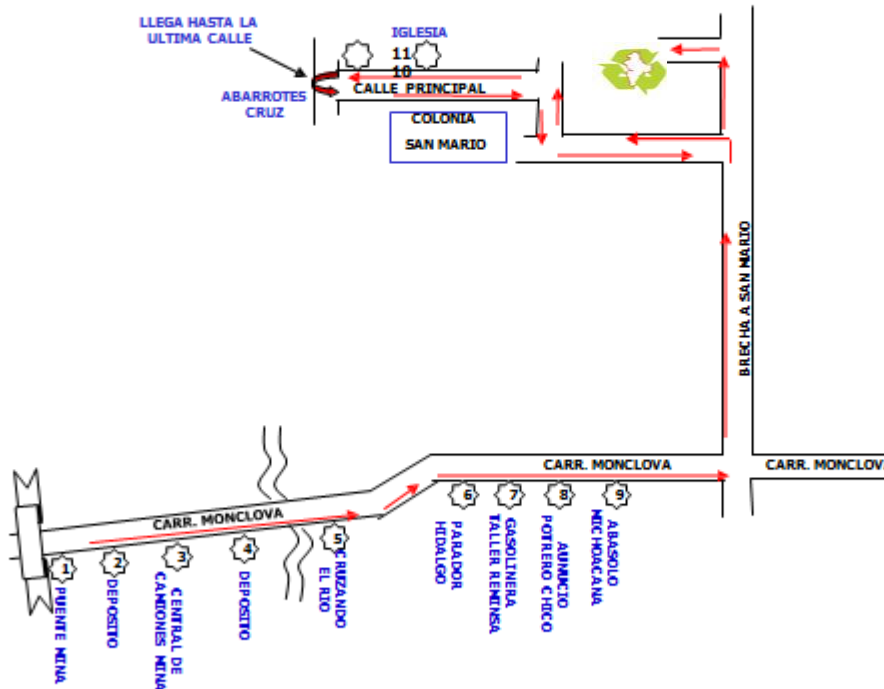 LLEGA HASTA LA
ULTIMA CALLE
IGLESIA
11
10
CALLE PRINCIPAL
ABARROTES
CRUZ
COLONIA
SAN MARIO
BRECHA A SAN MARIO
CARR. MONCLOVA
CARR. MONCLOVA
CARR. MONCLOVA
1
PUENTE MINA
2
DEPOSITO
3
CENTRAL DE
CAMIONES MINA
4
DEPOSITO
5
CRUZANDO
EL RIO
6
PARADOR
HIDALGO
7
GASOLINERA
TALLER REMINSA
8
AUNUCIO
POTRERO CHICO
9
ABASOLO
MICHOACANA